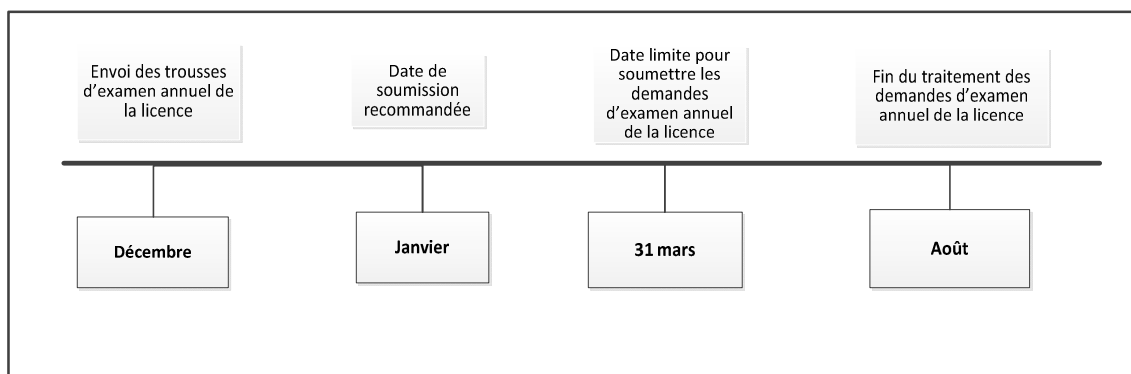 Envoi des trousses
d'examen annuel de
la licence
Date de
soumission
recommandée
Date limite pour
soumettre les
demandes
d'examen annuel
de la licence
Fin du traitement des
demandes d'examen
annuel de la licence
Décembre
Janvier
31 mars
Août